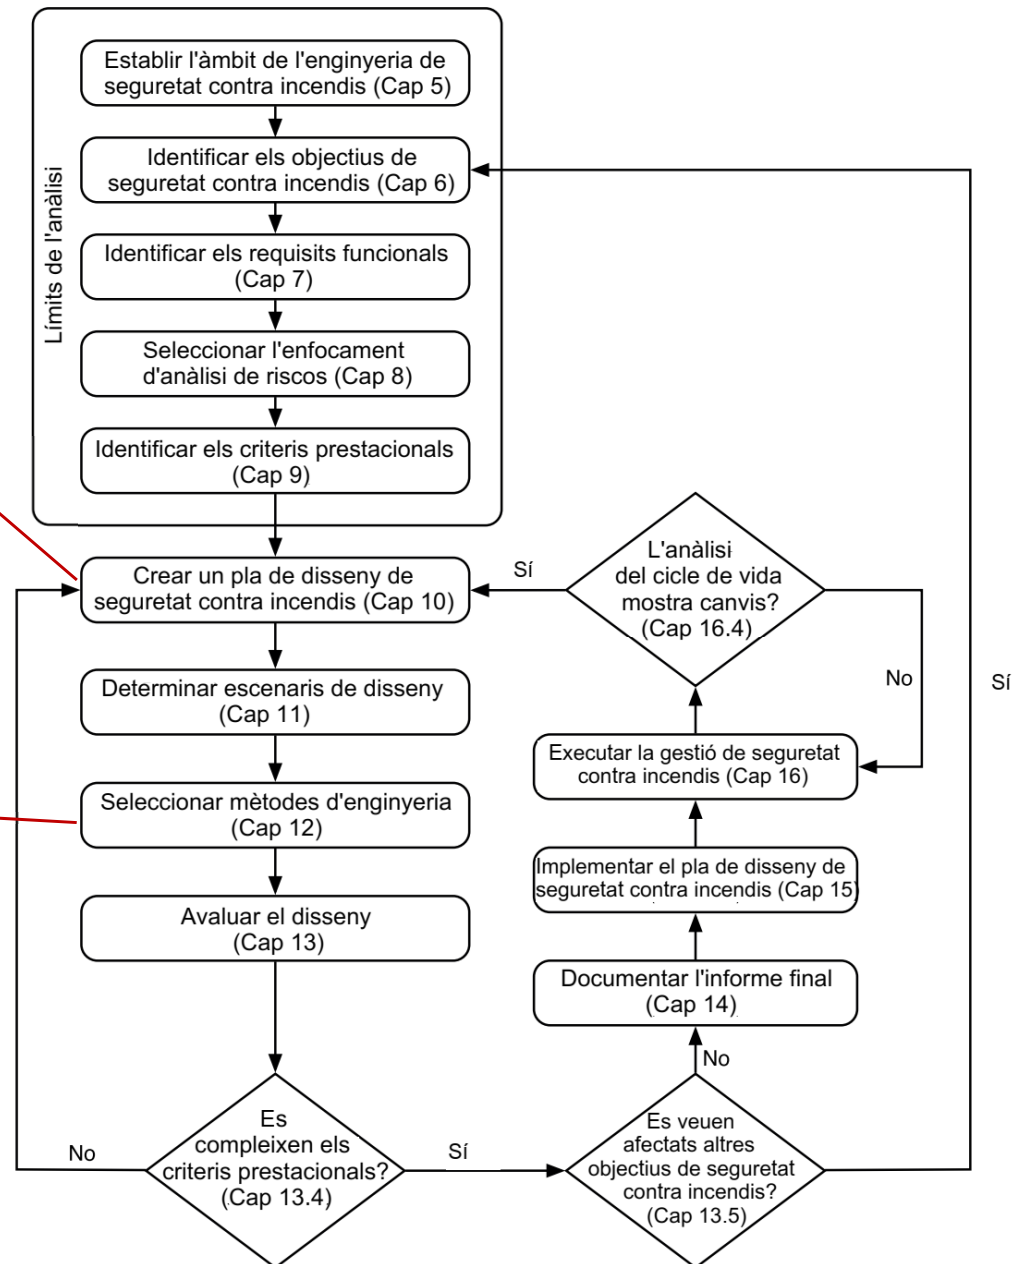 Límits de l'anàlisi
Establir l'àmbit de l'enginyeria de
seguretat contra incendis (Cap 5)
Identificar els objectius de
seguretat contra incendis (Cap 6)
Identificar els requisits funcionals
(Cap 7)
Seleccionar l'enfocament
d'anàlisi de riscos (Cap 8)
Identificar els criteris prestacionals
(Cap 9)
Crear un pla de disseny de
seguretat contra incendis (Cap 10)
Determinar escenaris de disseny
(Cap 11)
Seleccionar mètodes d'enginyeria
(Cap 12)
Avaluar el disseny
(Cap 13)
Es
compleixen els
criteris prestacionals?
(Cap 13.4)
No
Sí
Es veuen
afectats altres
objectius de seguretat
contra incendis?
(Cap 13.5)
No
Sí
Documentar l'informe final
(Cap 14)
Implementar el pla de disseny de
seguretat contra incendis (Cap 15)
Executar la gestió de seguretat
contra incendis (Cap 16)
L'anàlisi
del cicle de vida
mostra canvis?
(Cap 16.4)
Sí
No